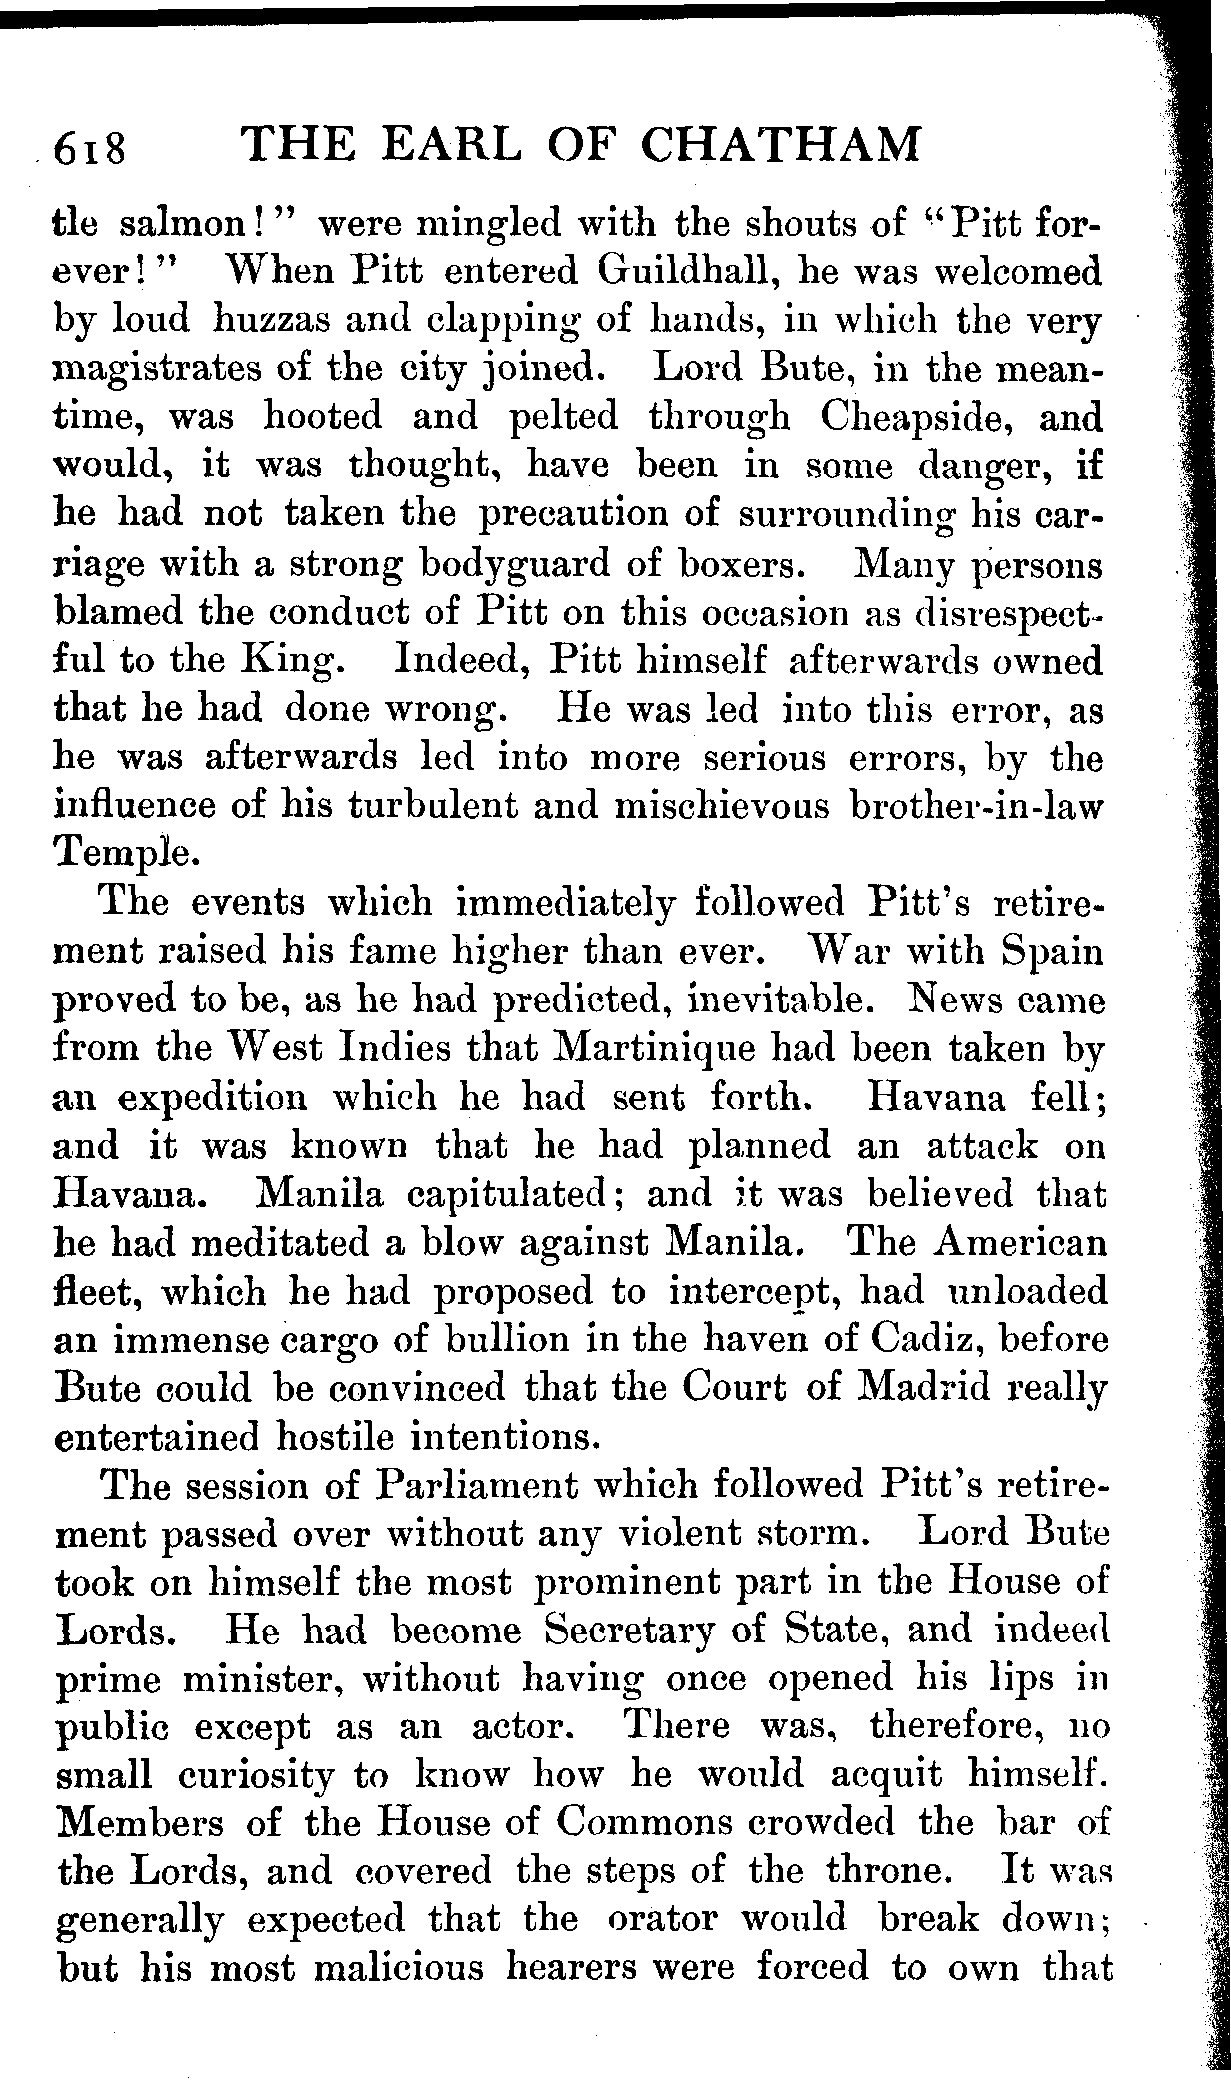 618 THE EARL OF CHATHAM
tle salmon!" were mingled with the shouts of "Pitt for-
ever!" When Pitt entered Guildhall, he was welcomed
by loud huzzas and clapping of hands, in which the very
magistrates of the city joined. Lord Bute, in the mean-
time, was hooted and pelted through Cheapside, and
would, it was thought, have been in some danger, if
he had not taken the precaution of surrounding his car-
riage with a strong bodyguard of boxers. Many persons
blamed the conduct of Pitt on this occasion as disrespect-
ful to the King. Indeed, Pitt himself afterwards owned
that he had done wrong. He was led into this error, as
he was afterwards led into more serious errors, by the
influence of his turbulent and mischievous brother-in-law
Temple.
The events which immediately followed Pitt's retire-
ment raised his fame higher than ever. War with Spain
proved to be, as he had predicted, inevitable. News came
from the West Indies that Martinique had been taken by
an expedition which he had sent forth. Havana fell;
and it was known that he had planned an attack on
Havana. Manila capitulated; and it was believed that
he had meditated a blow against Manila. The American
fleet, which he had proposed to intercept, had unloaded
an immense cargo of bullion in the haven of Cadiz, before
Bute could be convinced that the Court of Madrid really
entertained hostile intentions.
The session of Parliament which followed Pitt's retire-
ment passed over without any violent storm. Lord Bute
took on himself the most prominent part in the House of
Lords. He had become Secretary of State, and indeed
prime minister, without having once opened his lips in
public except as an actor. There was, therefore, no
small curiosity to know how he would acquit himself.
Members of the House of Commons crowded the bar of
the Lords, and covered the steps of the throne. It was
generally expected that the orator would break down;
but his most malicious hearers were forced to own that